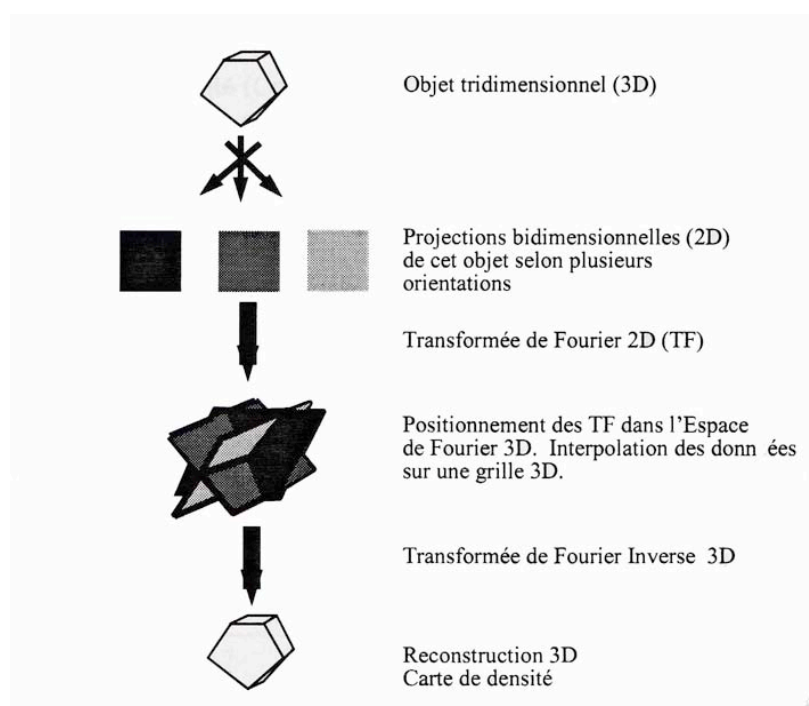 Objet tridimensionnel (3D)
Projections bidimensionnelles (2D)
de cet objet selon plusieurs
orientations
Transformée de Fourier 2D (TF)
Positionnement des TF dans l'Espace
de Fourier 3D. Interpolation des donn ées
sur une grille 3D.
Transformée de Fourier Inverse 3D
Reconstruction 3D
Carte de densité